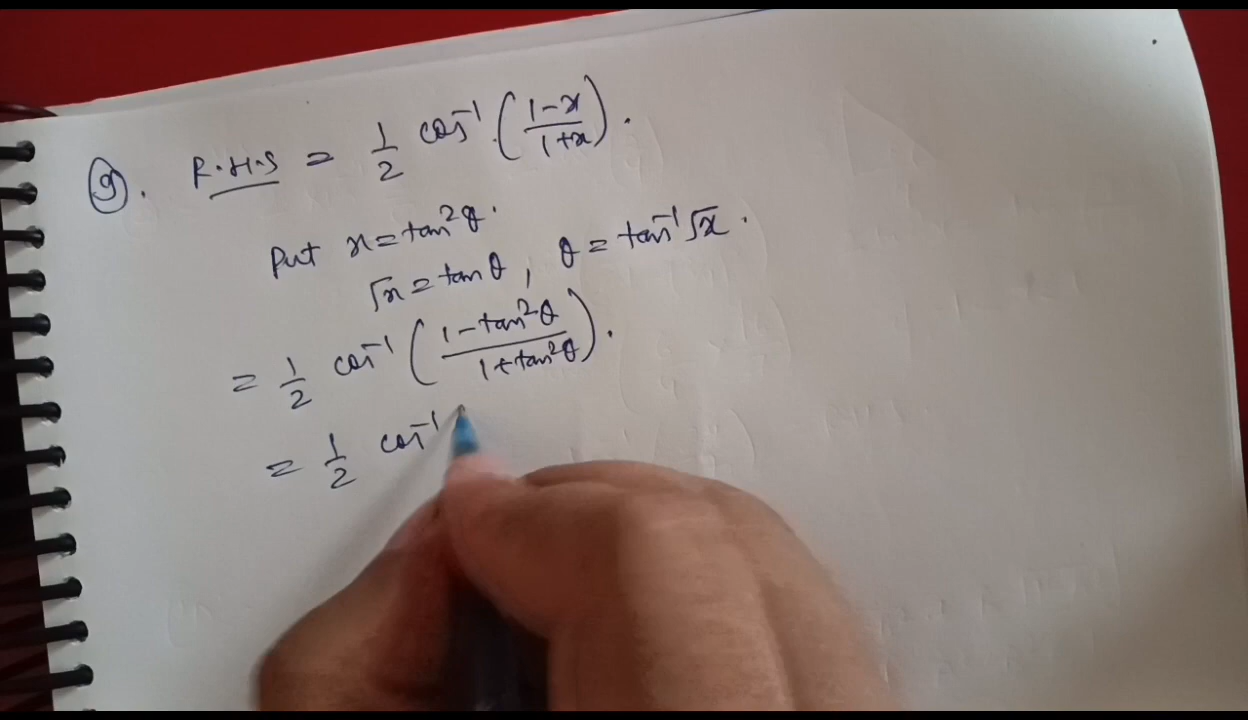 9. R.H.S = 1/2 cos⁻¹ (1-x/1+x).
Put x = tan²θ.
√x = tan θ, θ = tan⁻¹ √x.
= 1/2 cos⁻¹ (1-tan²θ/1+tan²θ).
= 1/2 cos⁻¹